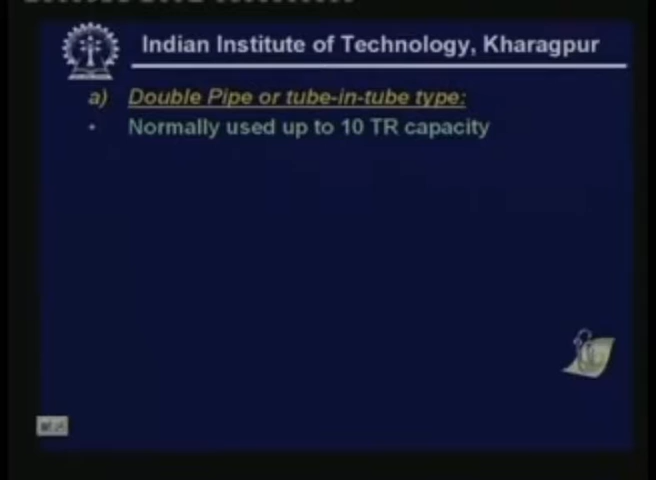 Indian Institute of Technology, Kharagpur
a) Double Pipe or tube-in-tube type:
• Normally used up to 10 TR capacity